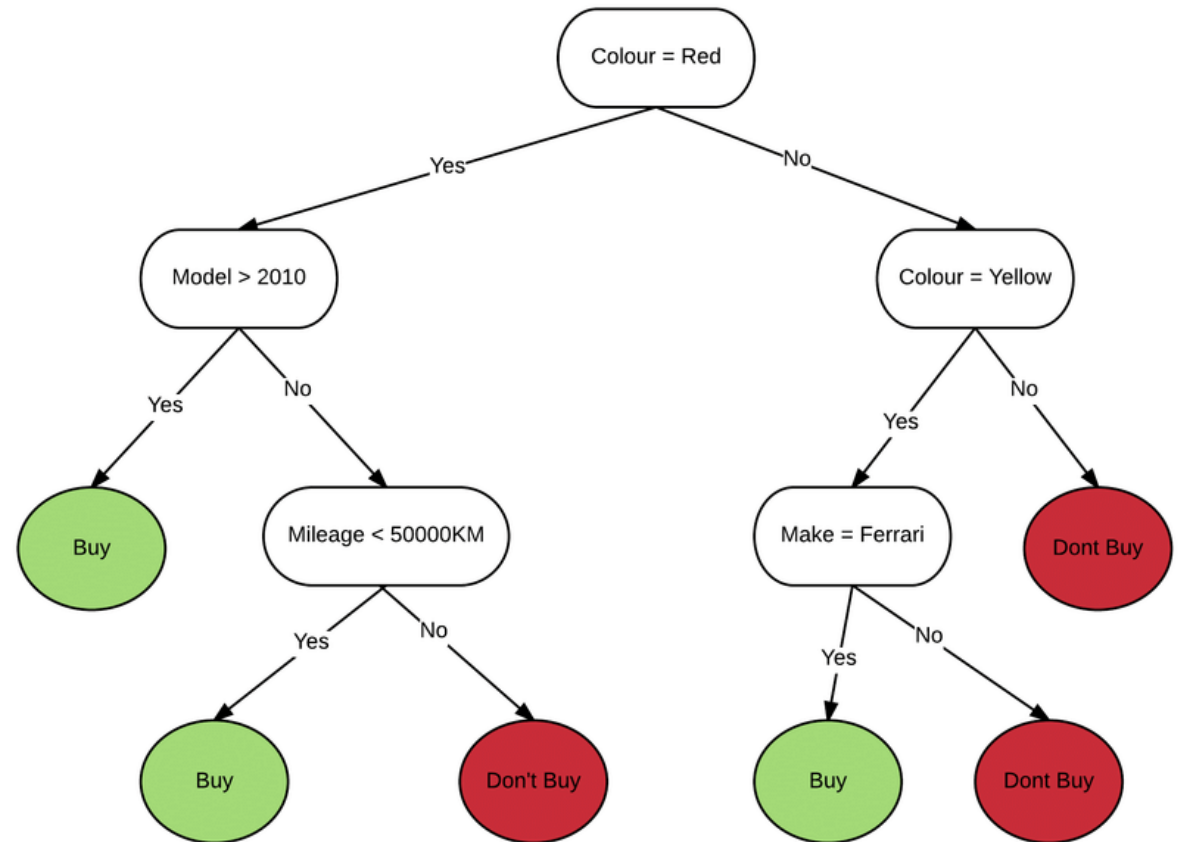 Colour = Red
Yes
No
Model > 2010
Colour = Yellow
Yes
No
Yes
No
Buy
Mileage < 50000KM
Make = Ferrari
Dont Buy
Yes
No
Yes
No
Buy
Don't Buy
Buy
Dont Buy